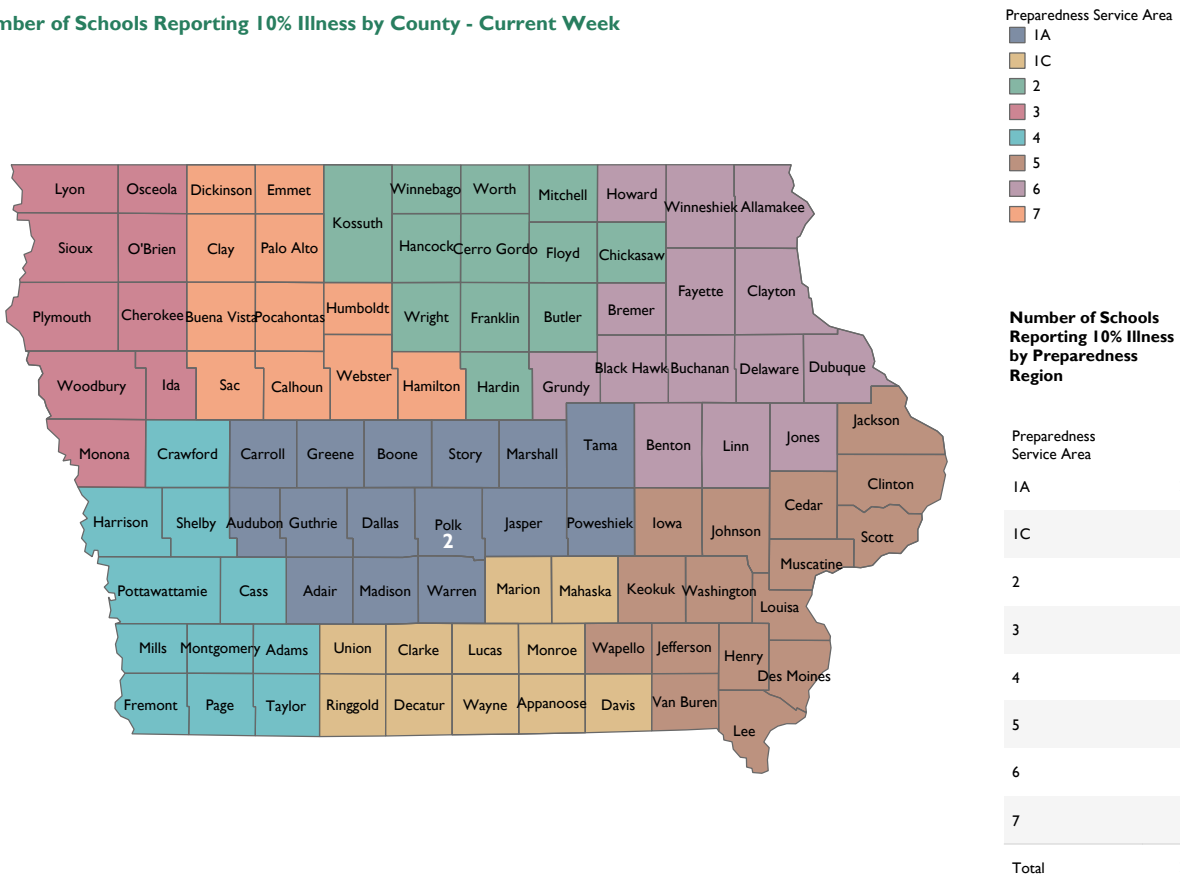 mber of Schools Reporting 10% Illness by County - Current Week
Preparedness Service Area
1A
1C
2
3
4
5
6
7
Lyon
Osceola
Dickinson
Emmet
Kossuth
Winnebago
Worth
Mitchell
Howard
Winneshiek
Allamakee
Sioux
O'Brien
Clay
Palo Alto
Hancock
Cerro Gordo
Floyd
Chickasaw
Fayette
Clayton
Plymouth
Cherokee
Buena Vista
Pocahontas
Humboldt
Wright
Franklin
Butler
Bremer
Woodbury
Ida
Sac
Calhoun
Webster
Hamilton
Hardin
Grundy
Black Hawk
Buchanan
Delaware
Dubuque
Monona
Crawford
Carroll
Greene
Boone
Story
Marshall
Tama
Benton
Linn
Jones
Jackson
Clinton
Harrison
Shelby
Audubon
Guthrie
Dallas
Polk
2
Jasper
Poweshiek
Iowa
Johnson
Cedar
Scott
Muscatine
Pottawattamie
Cass
Adair
Madison
Warren
Marion
Mahaska
Keokuk
Washington
Louisa
Mills
Montgomery
Adams
Union
Clarke
Lucas
Monroe
Wapello
Jefferson
Henry
Des Moines
Fremont
Page
Taylor
Ringgold
Decatur
Wayne
Appanoose
Davis
Van Buren
Lee
Number of Schools
Reporting 10% Illness
by Preparedness
Region
Preparedness
Service Area
1A
1C
2
3
4
5
6
7
Total